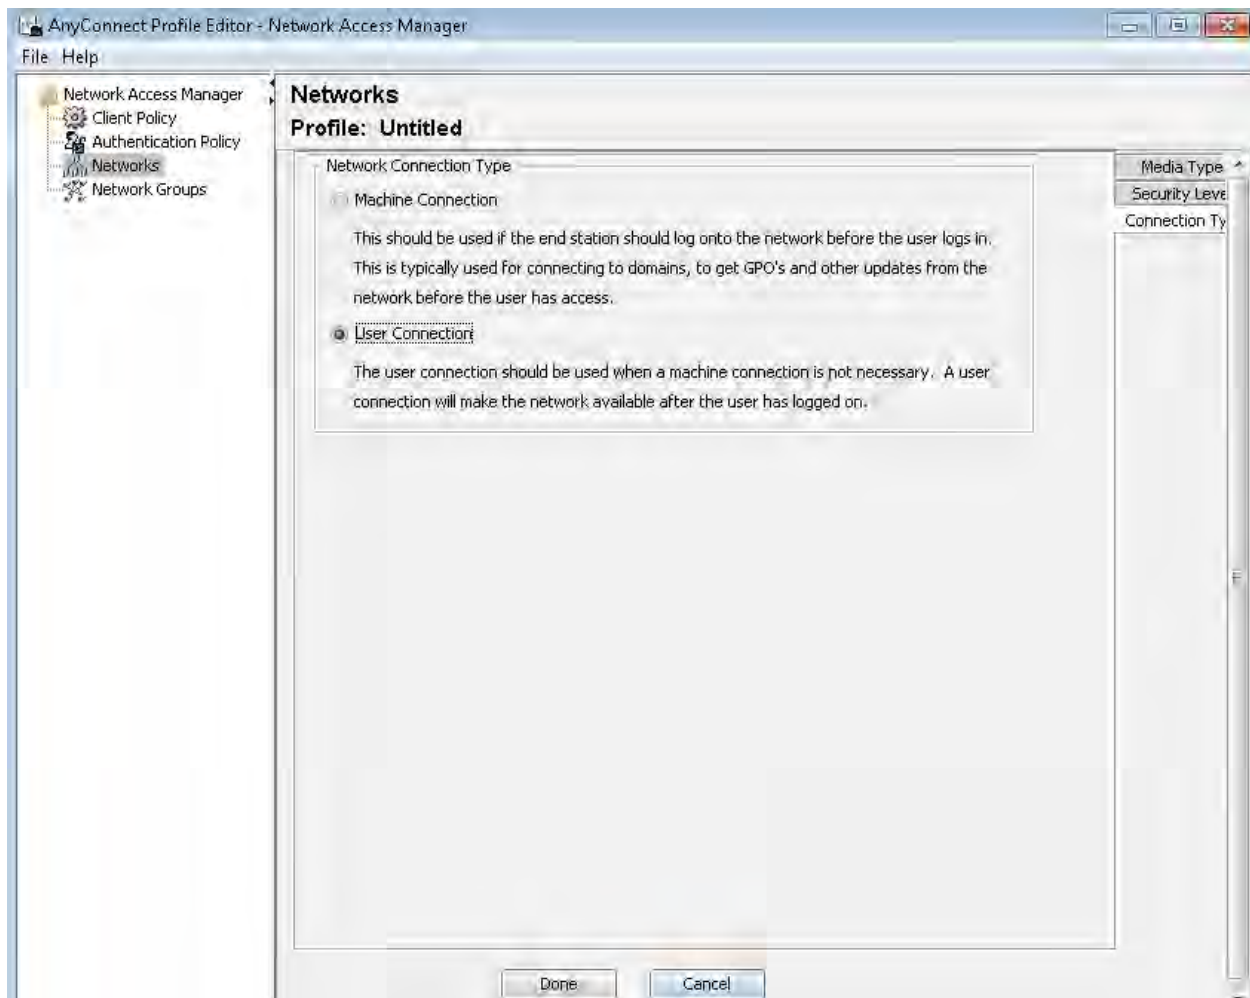 AnyConnect Profile Editor - Network Access Manager
File Help
Network Access Manager
Client Policy
Authentication Policy
Networks
Network Groups
Networks
Profile: Untitled
Network Connection Type
Machine Connection
This should be used if the end station should log onto the network before the user logs in.
This is typically used for connecting to domains, to get GPO's and other updates from the
network before the user has access.
User Connection
The user connection should be used when a machine connection is not necessary. A user
connection will make the network available after the user has logged on.
Media Type
Security Leve
Connection Ty
Done Cancel